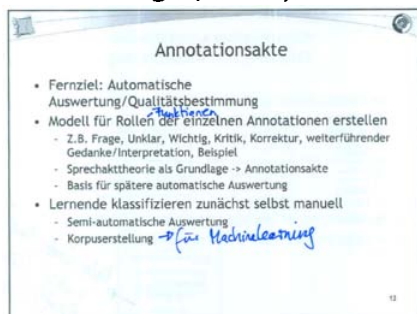 Annotationsakte
• Fernziel: Automatische
Auswertung/Qualitätsbestimmung
Funktionen
• Modell für Rollen der einzelnen Annotationen erstellen
- Z.B. Frage, Unklar, Wichtig, Kritik, Korrektur, weiterführender
Gedanke/Interpretation, Beispiel
- Sprechakttheorie als Grundlage -> Annotationsakte
- Basis für spätere automatische Auswertung
• Lernende klassifizieren zunächst selbst manuell
- Semi-automatische Auswertung
- Korpuserstellung → für Machinelearning
12